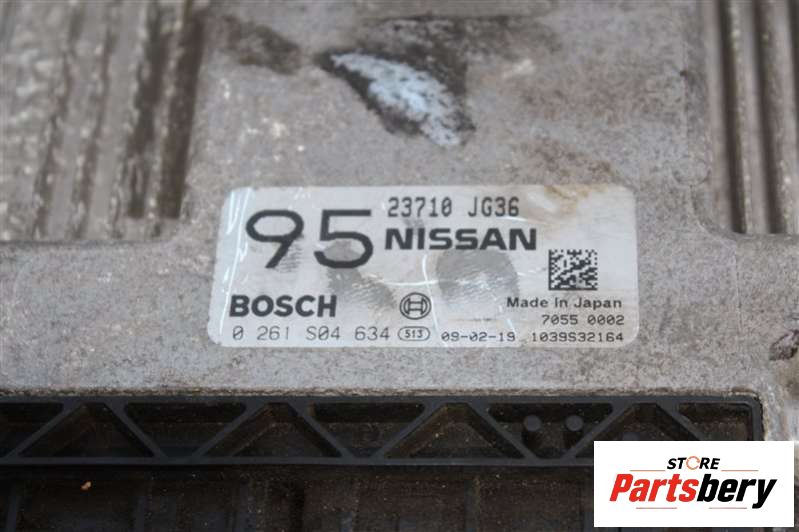 95
23710 JG36
NISSAN
BOSCH
Made in Japan
7055 0002
0 261 S04 634 S13 09-02-19 1039S32164
STORE
Partsbery